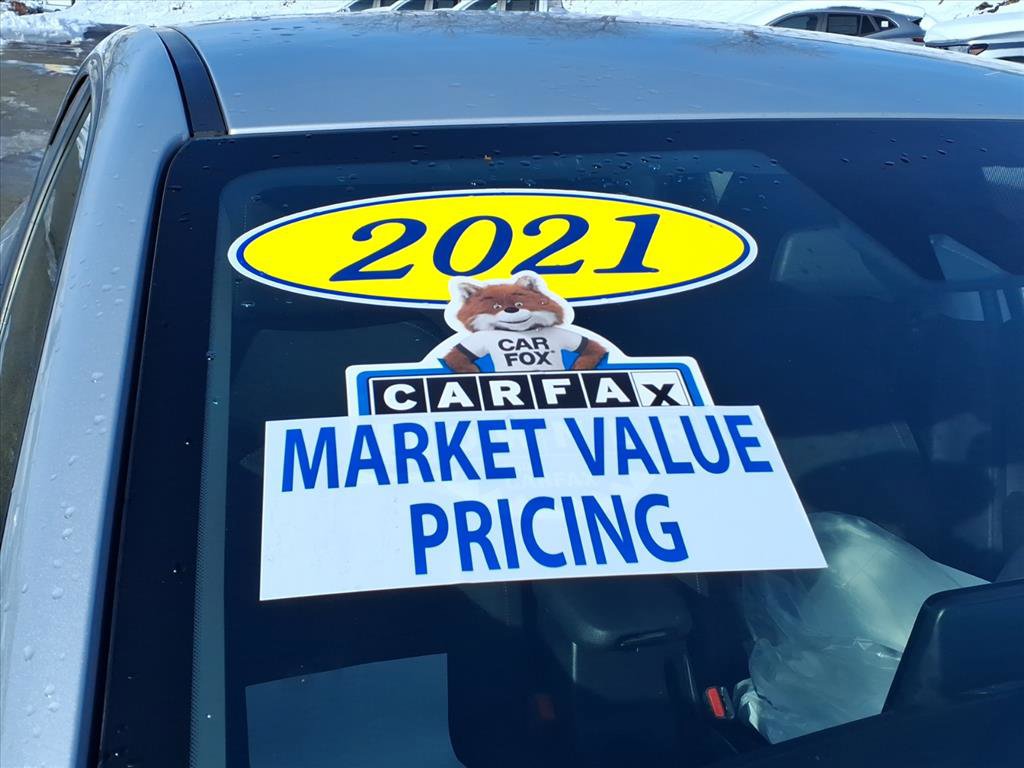 2021
CAR
FOX
CARFAX
MARKET VALUE
PRICING